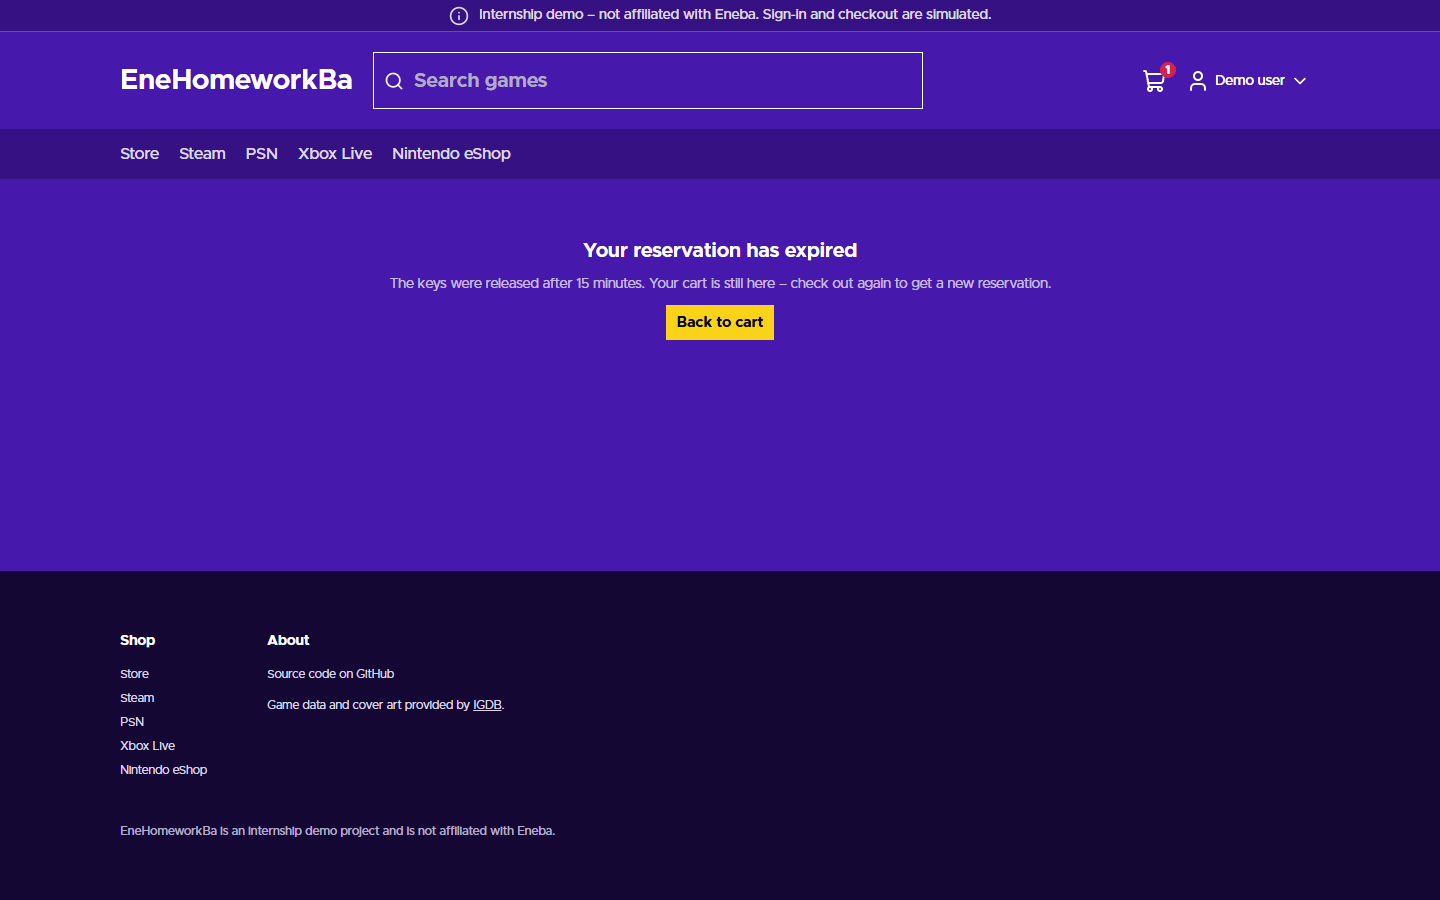 Internship demo – not affiliated with Eneba. Sign-in and checkout are simulated.
EneHomeworkBa
Search games
1
Demo user
Store
Steam
PSN
Xbox Live
Nintendo eShop
Your reservation has expired
The keys were released after 15 minutes. Your cart is still here – check out again to get a new reservation.
Back to cart
Shop
Store
Steam
PSN
Xbox Live
Nintendo eShop
About
Source code on GitHub
Game data and cover art provided by IGDB.
EneHomeworkBa is an internship demo project and is not affiliated with Eneba.